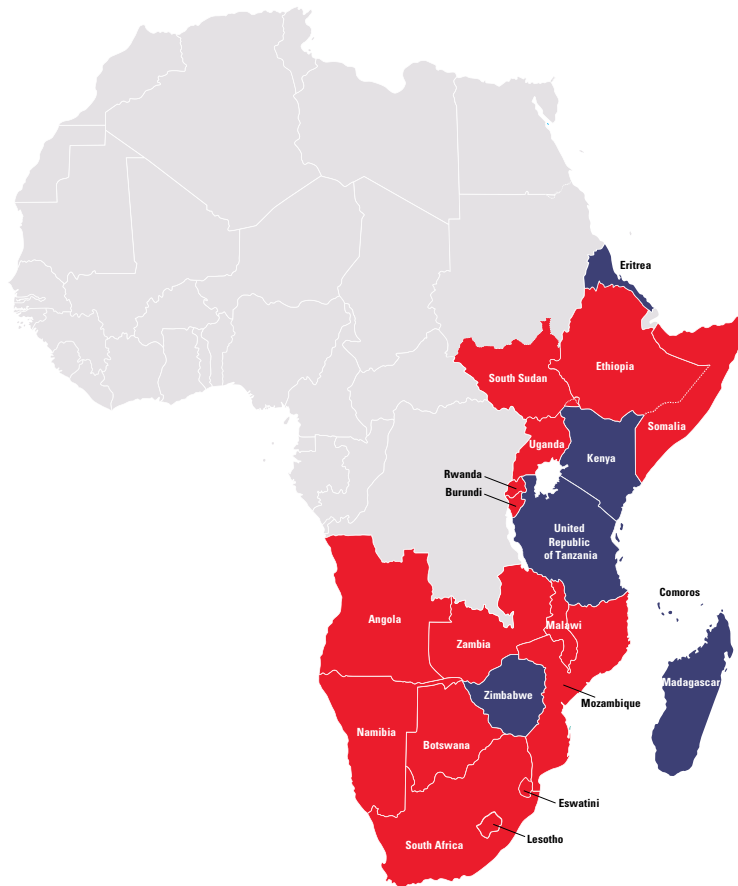 Eritrea
Ethiopia
South Sudan
Somalia
Uganda
Kenya
Rwanda
Burundi
United
Republic
of Tanzania
Comoros
Angola
Malawi
Zambia
Madagascar
Zimbabwe
Mozambique
Namibia
Botswana
Eswatini
Lesotho
South Africa